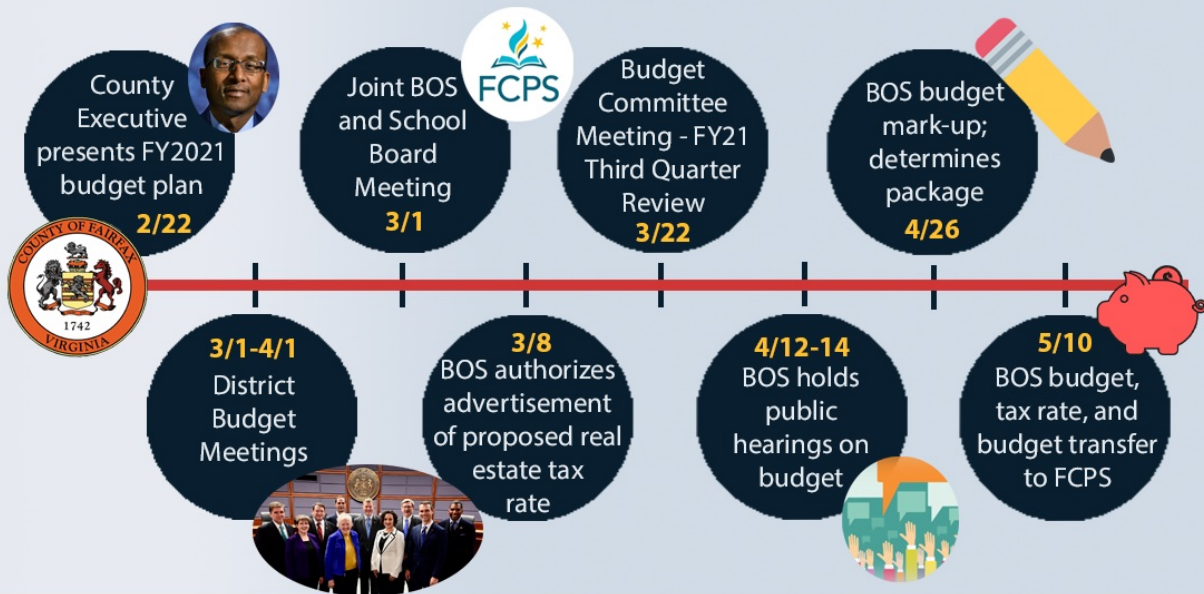 County
Executive
presents FY2021
budget plan
2/22
FCPS
Joint BOS
and School
Board
Meeting
3/1
Budget
Committee
Meeting - FY21
Third Quarter
Review
3/22
BOS budget
mark-up;
determines
package
4/26
COUNTY OF FAIRFAX
1742
VIRGINIA
3/1-4/1
District
Budget
Meetings
3/8
BOS authorizes
advertisement
of proposed real
estate tax
rate
4/12-14
BOS holds
public
hearings on
budget
5/10
BOS budget,
tax rate, and
budget transfer
to FCPS